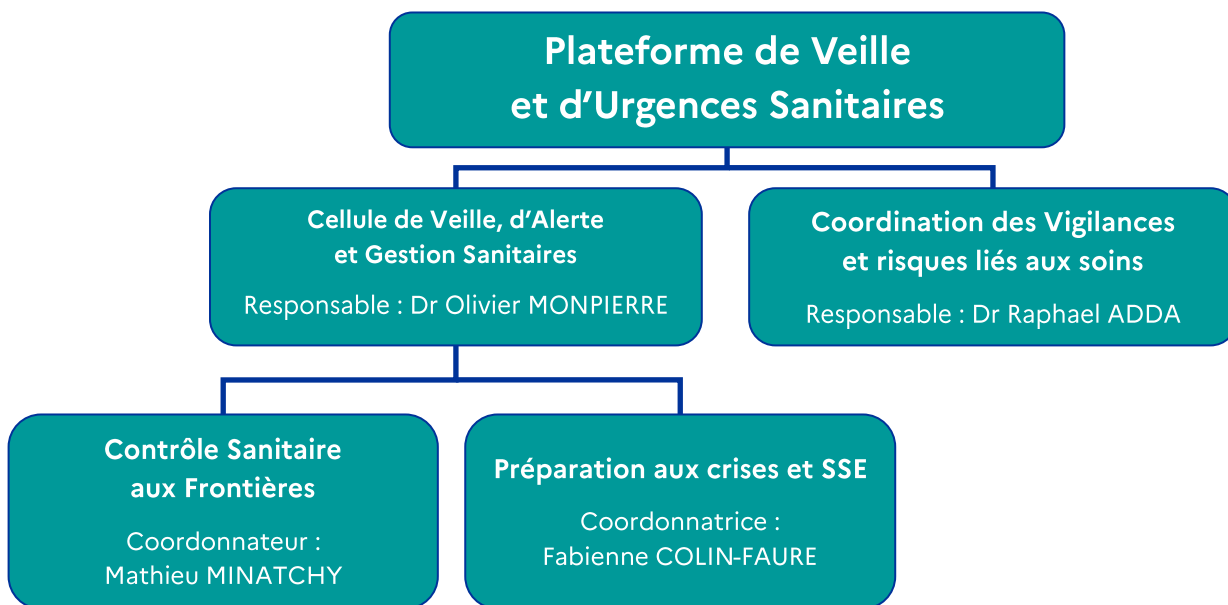 Plateforme de Veille
et d'Urgences Sanitaires
Cellule de Veille, d'Alerte
et Gestion Sanitaires
Responsable : Dr Olivier MONPIERRE
Coordination des Vigilances
et risques liés aux soins
Responsable : Dr Raphael ADDA
Contrôle Sanitaire
aux Frontières
Coordonnateur :
Mathieu MINATCHY
Préparation aux crises et SSE
Coordonnatrice :
Fabienne COLIN-FAURE